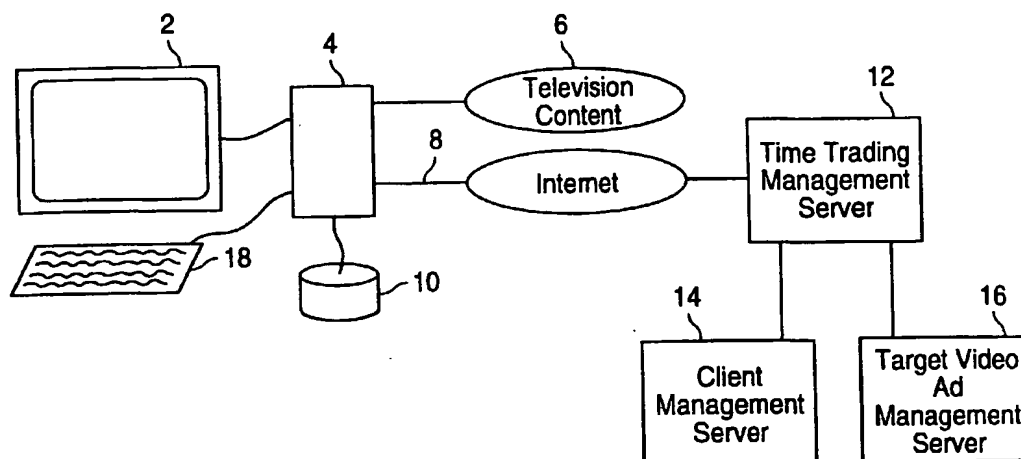 2
4
6
Television
Content
12
8
Internet
Time Trading
Management
Server
18
10
14
16
Client
Management
Server
Target Video
Ad
Management
Server